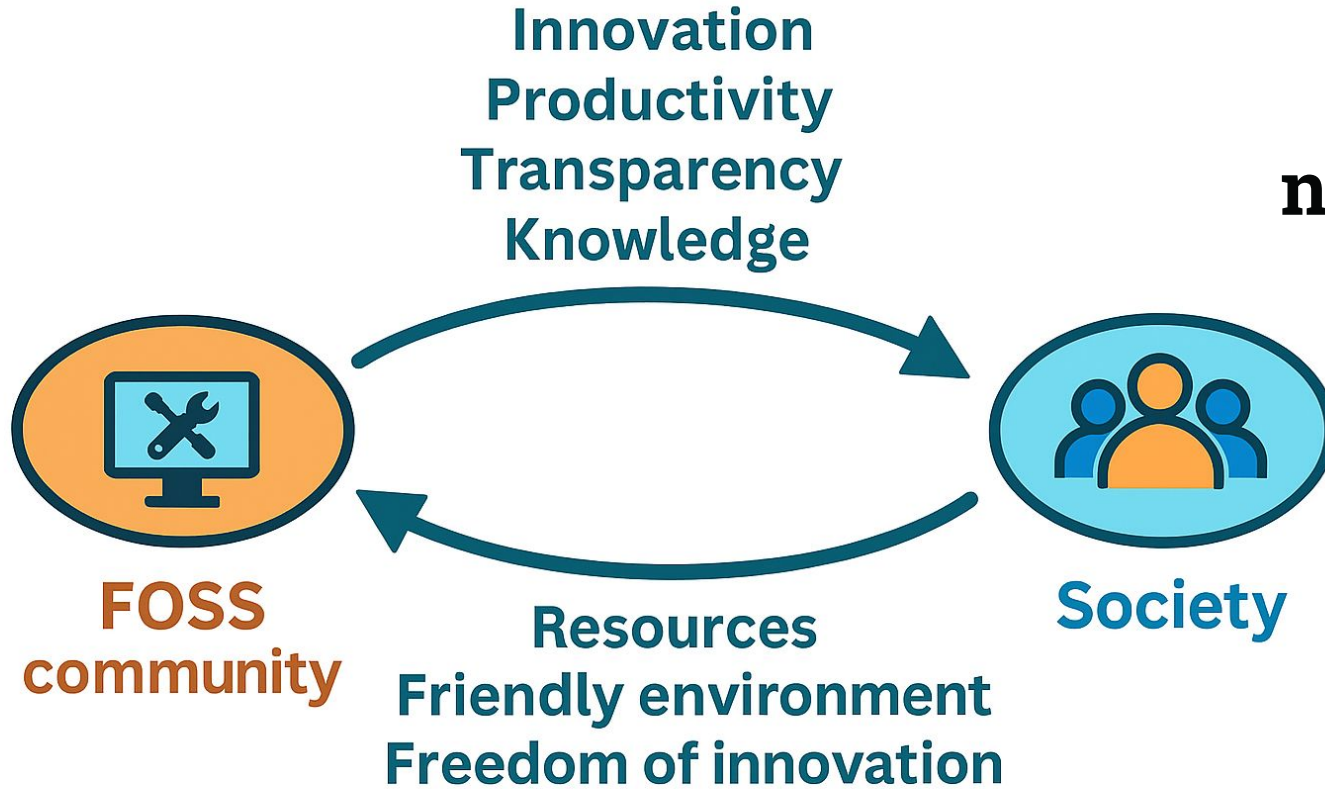 Innovation
Productivity
Transparency
Knowledge
n
FOSS
community
Society
Resources
Friendly environment
Freedom of innovation